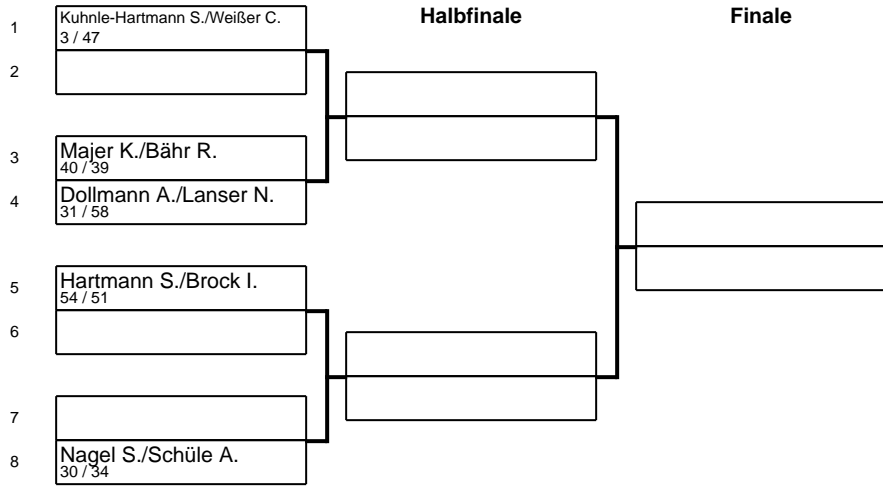 Halbfinale
Finale
1
Kuhnle-Hartmann S./Weißer C.
3 / 47
2
3
Majer K./Bähr R.
40 / 39
4
Dollmann A./Lanser N.
31 / 58
5
Hartmann S./Brock I.
54 / 51
6
7
8
Nagel S./Schüle A.
30 / 34